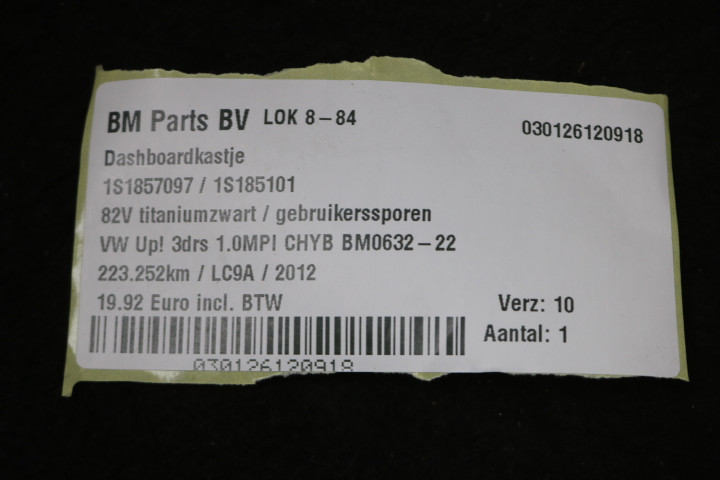 BM Parts BV LOK 8-84 030126120918
Dashboardkastje
1S1857097 / 1S185101
82V titaniumzwart / gebruikerssporen
VW Up! 3drs 1.0MPI CHYB BM0632-22
223.252km / LC9A / 2012
19.92 Euro incl. BTW Verz: 10
Aantal: 1
030126120918